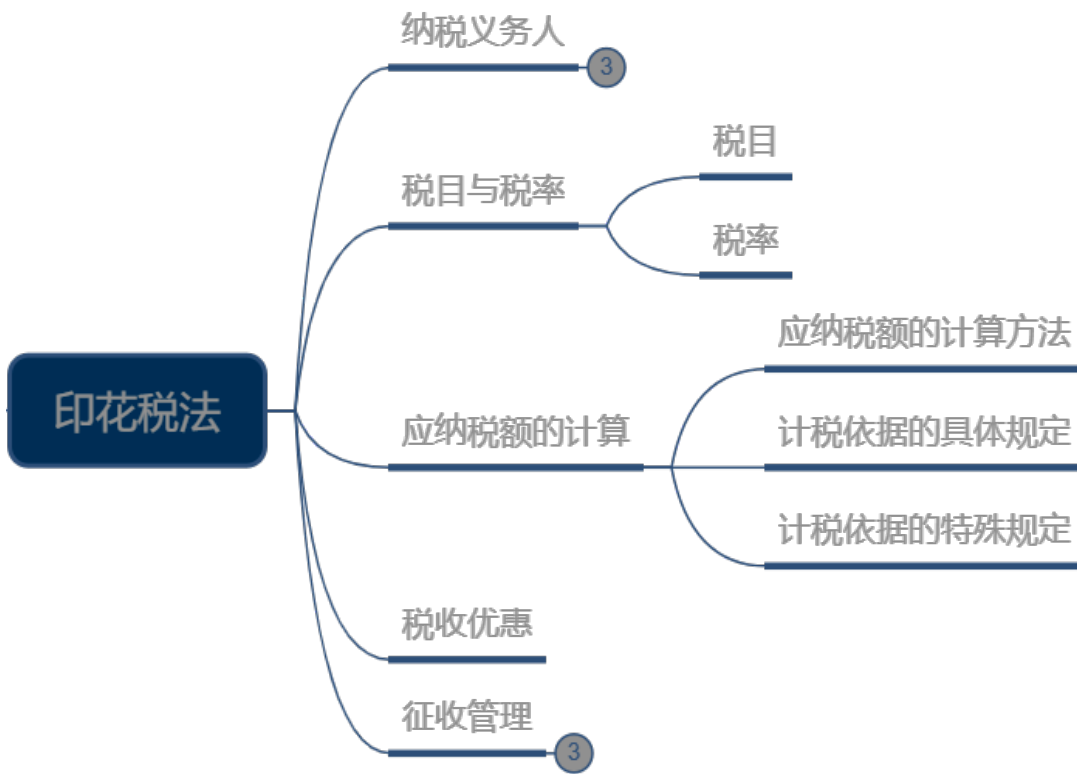 纳税义务人
3
税目与税率
税目
税率
印花税法
应纳税额的计算
应纳税额的计算方法
计税依据的具体规定
计税依据的特殊规定
税收优惠
征收管理
3